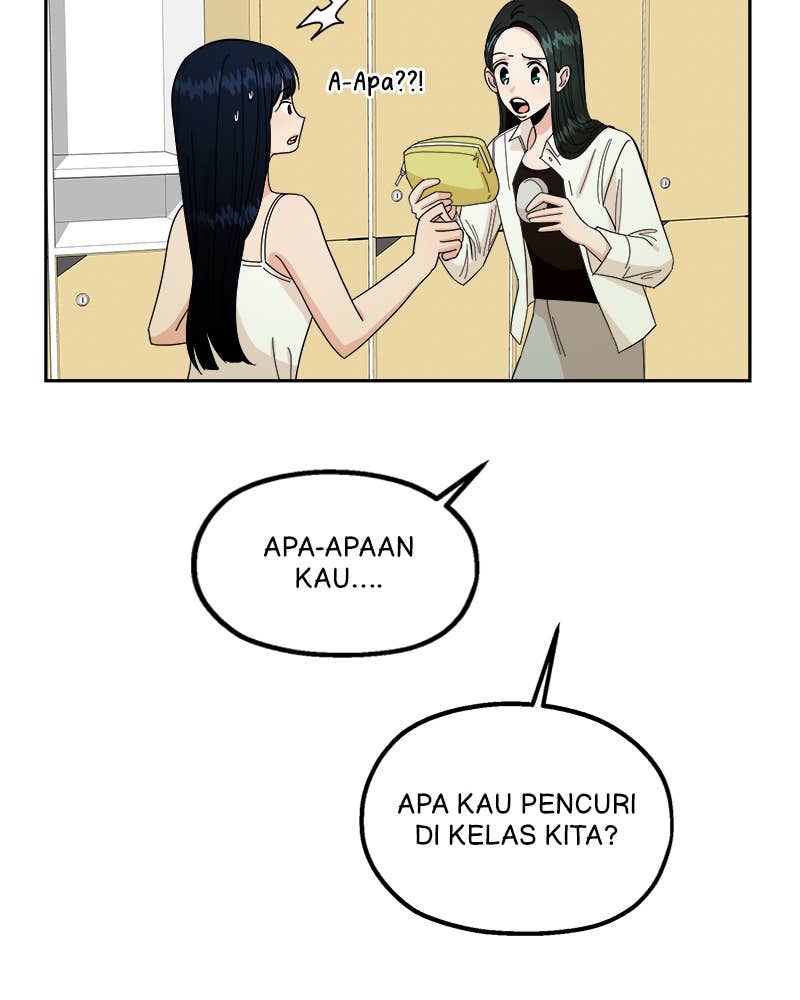 A-Apa??!
APA-APAAN
KAU....
APA KAU PENCURI
DI KELAS KITA?